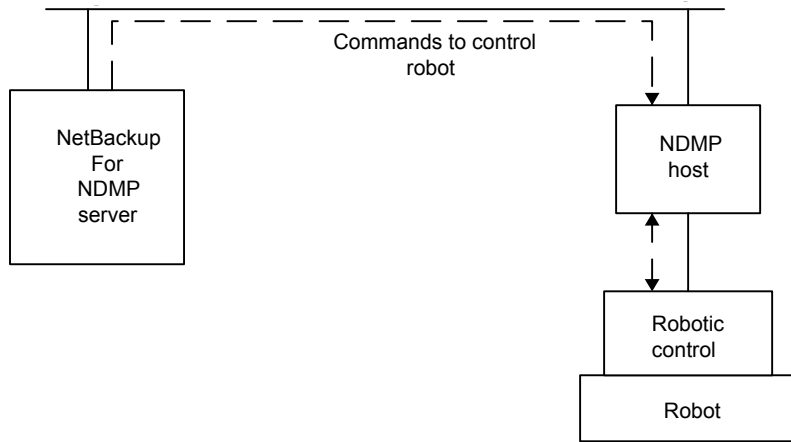 Commands to control
robot
NetBackup
For
NDMP
server
NDMP
host
Robotic
control
Robot